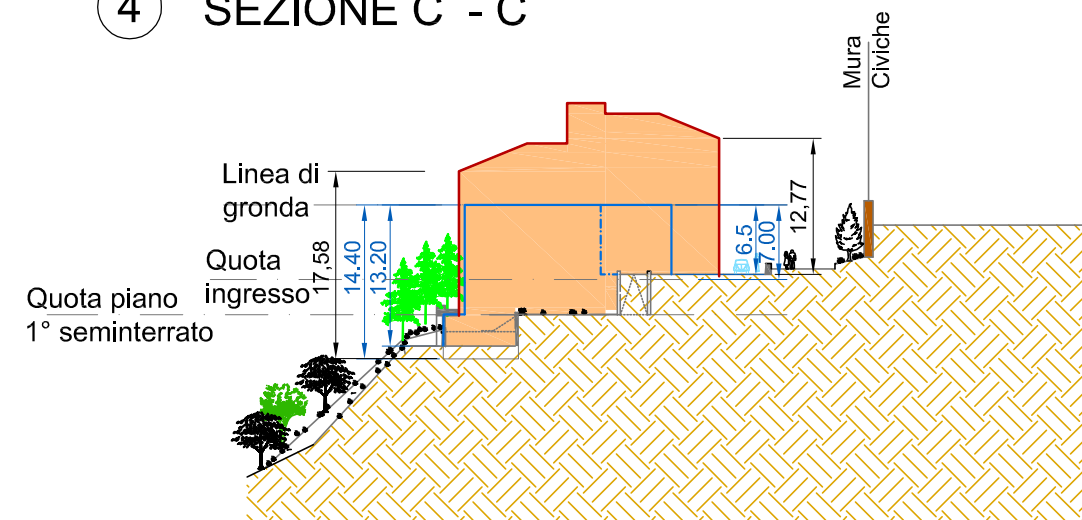 4 SEZIONE C' - C
Mura
Civiche
Linea di
gronda
Quota
ingresso
Quota piano
1° seminterrato
17,58
14.40
13.20
6.5
7.00
12,77